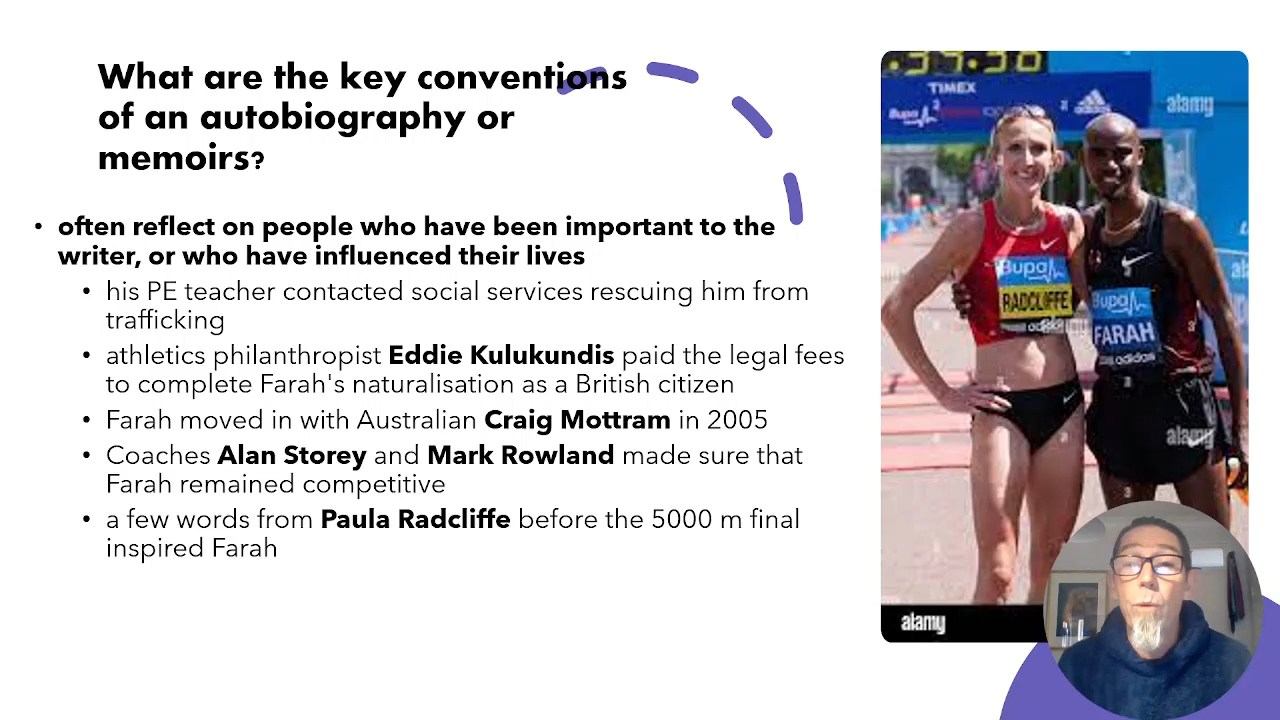 What are the key conventions
of an autobiography or
memoirs?
• often reflect on people who have been important to the
writer, or who have influenced their lives
• his PE teacher contacted social services rescuing him from
trafficking
• athletics philanthropist Eddie Kulukundis paid the legal fees
to complete Farah's naturalisation as a British citizen
• Farah moved in with Australian Craig Mottram in 2005
• Coaches Alan Storey and Mark Rowland made sure that
Farah remained competitive
• a few words from Paula Radcliffe before the 5000 m final
inspired Farah
TIMEX
Bupa
alamy
Bupa
RADCLIFFE
Bupa
FARAH
adidas
alamy
alamy